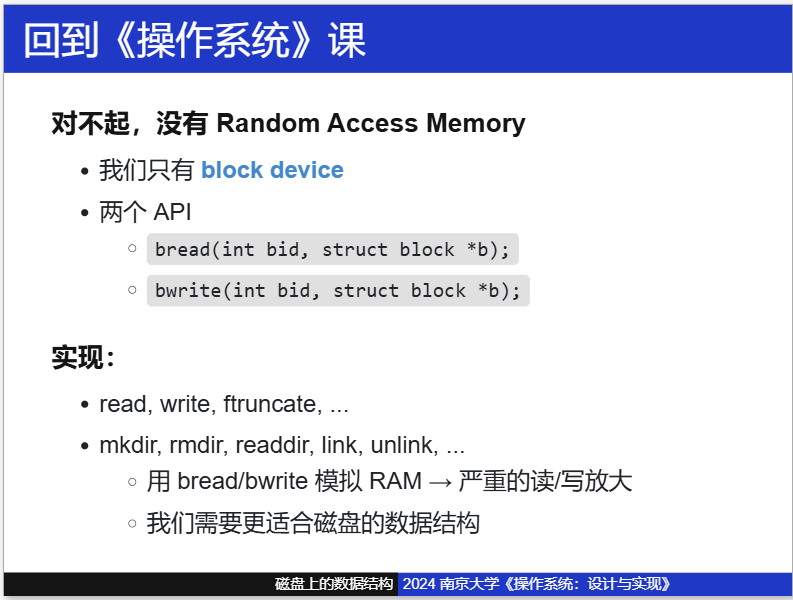 回到《操作系统》课
对不起，没有 Random Access Memory
我们只有 block device
两个 API
bread(int bid, struct block *b);
bwrite(int bid, struct block *b);
实现：
read, write, ftruncate, ...
mkdir, rmdir, readdir, link, unlink, ...
用 bread/bwrite 模拟 RAM → 严重的读/写放大
我们需要更适合磁盘的数据结构
磁盘上的数据结构 2024 南京大学《操作系统：设计与实现》